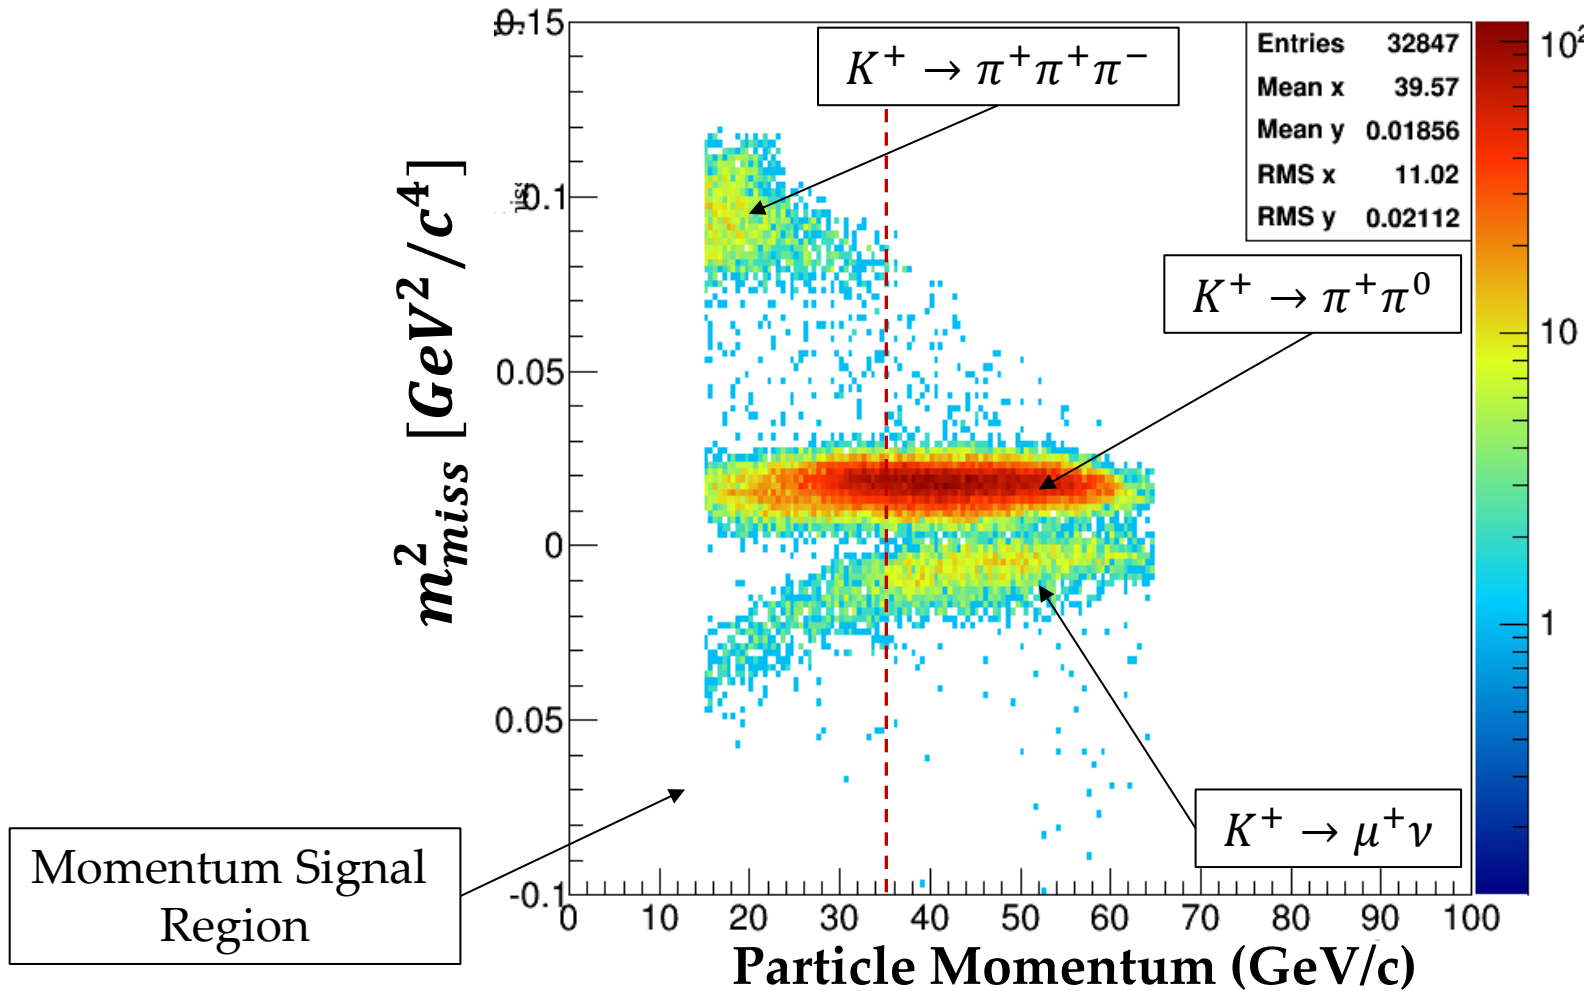 0.15
K⁺ → π⁺π⁺π⁻
Entries 32847
Mean x 39.57
Mean y 0.01856
RMS x 11.02
RMS y 0.02112
10²
K⁺ → π⁺π⁰
10
1
m²miss [GeV²/c⁴]
0.1
0.05
0
0.05
-0.1
K⁺ → μ⁺ν
Momentum Signal
Region
0 10 20 30 40 50 60 70 80 90 100
Particle Momentum (GeV/c)